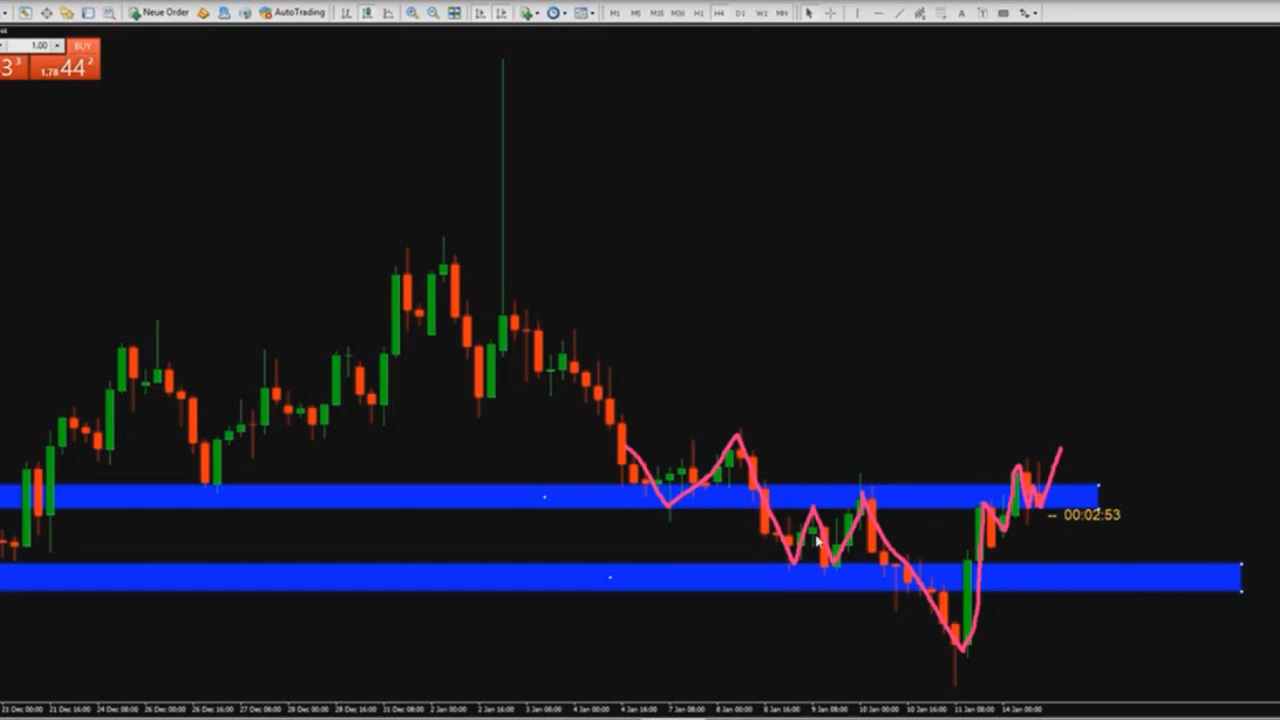 Neue Order AutoTrading M1 M5 M15 M30 H1 H4 D1 W1 MN
1.00 BUY
3 3 1.78 44 2
-- 00:02:53
21 Dec 00:00 21 Dec 16:00 24 Dec 08:00 26 Dec 00:00 26 Dec 16:00 27 Dec 08:00 28 Dec 00:00 28 Dec 16:00 31 Dec 08:00 2 Jan 00:00 2 Jan 16:00 3 Jan 08:00 4 Jan 00:00 4 Jan 16:00 7 Jan 08:00 8 Jan 00:00 8 Jan 16:00 9 Jan 08:00 10 Jan 00:00 10 Jan 16:00 11 Jan 08:00 14 Jan 00:00